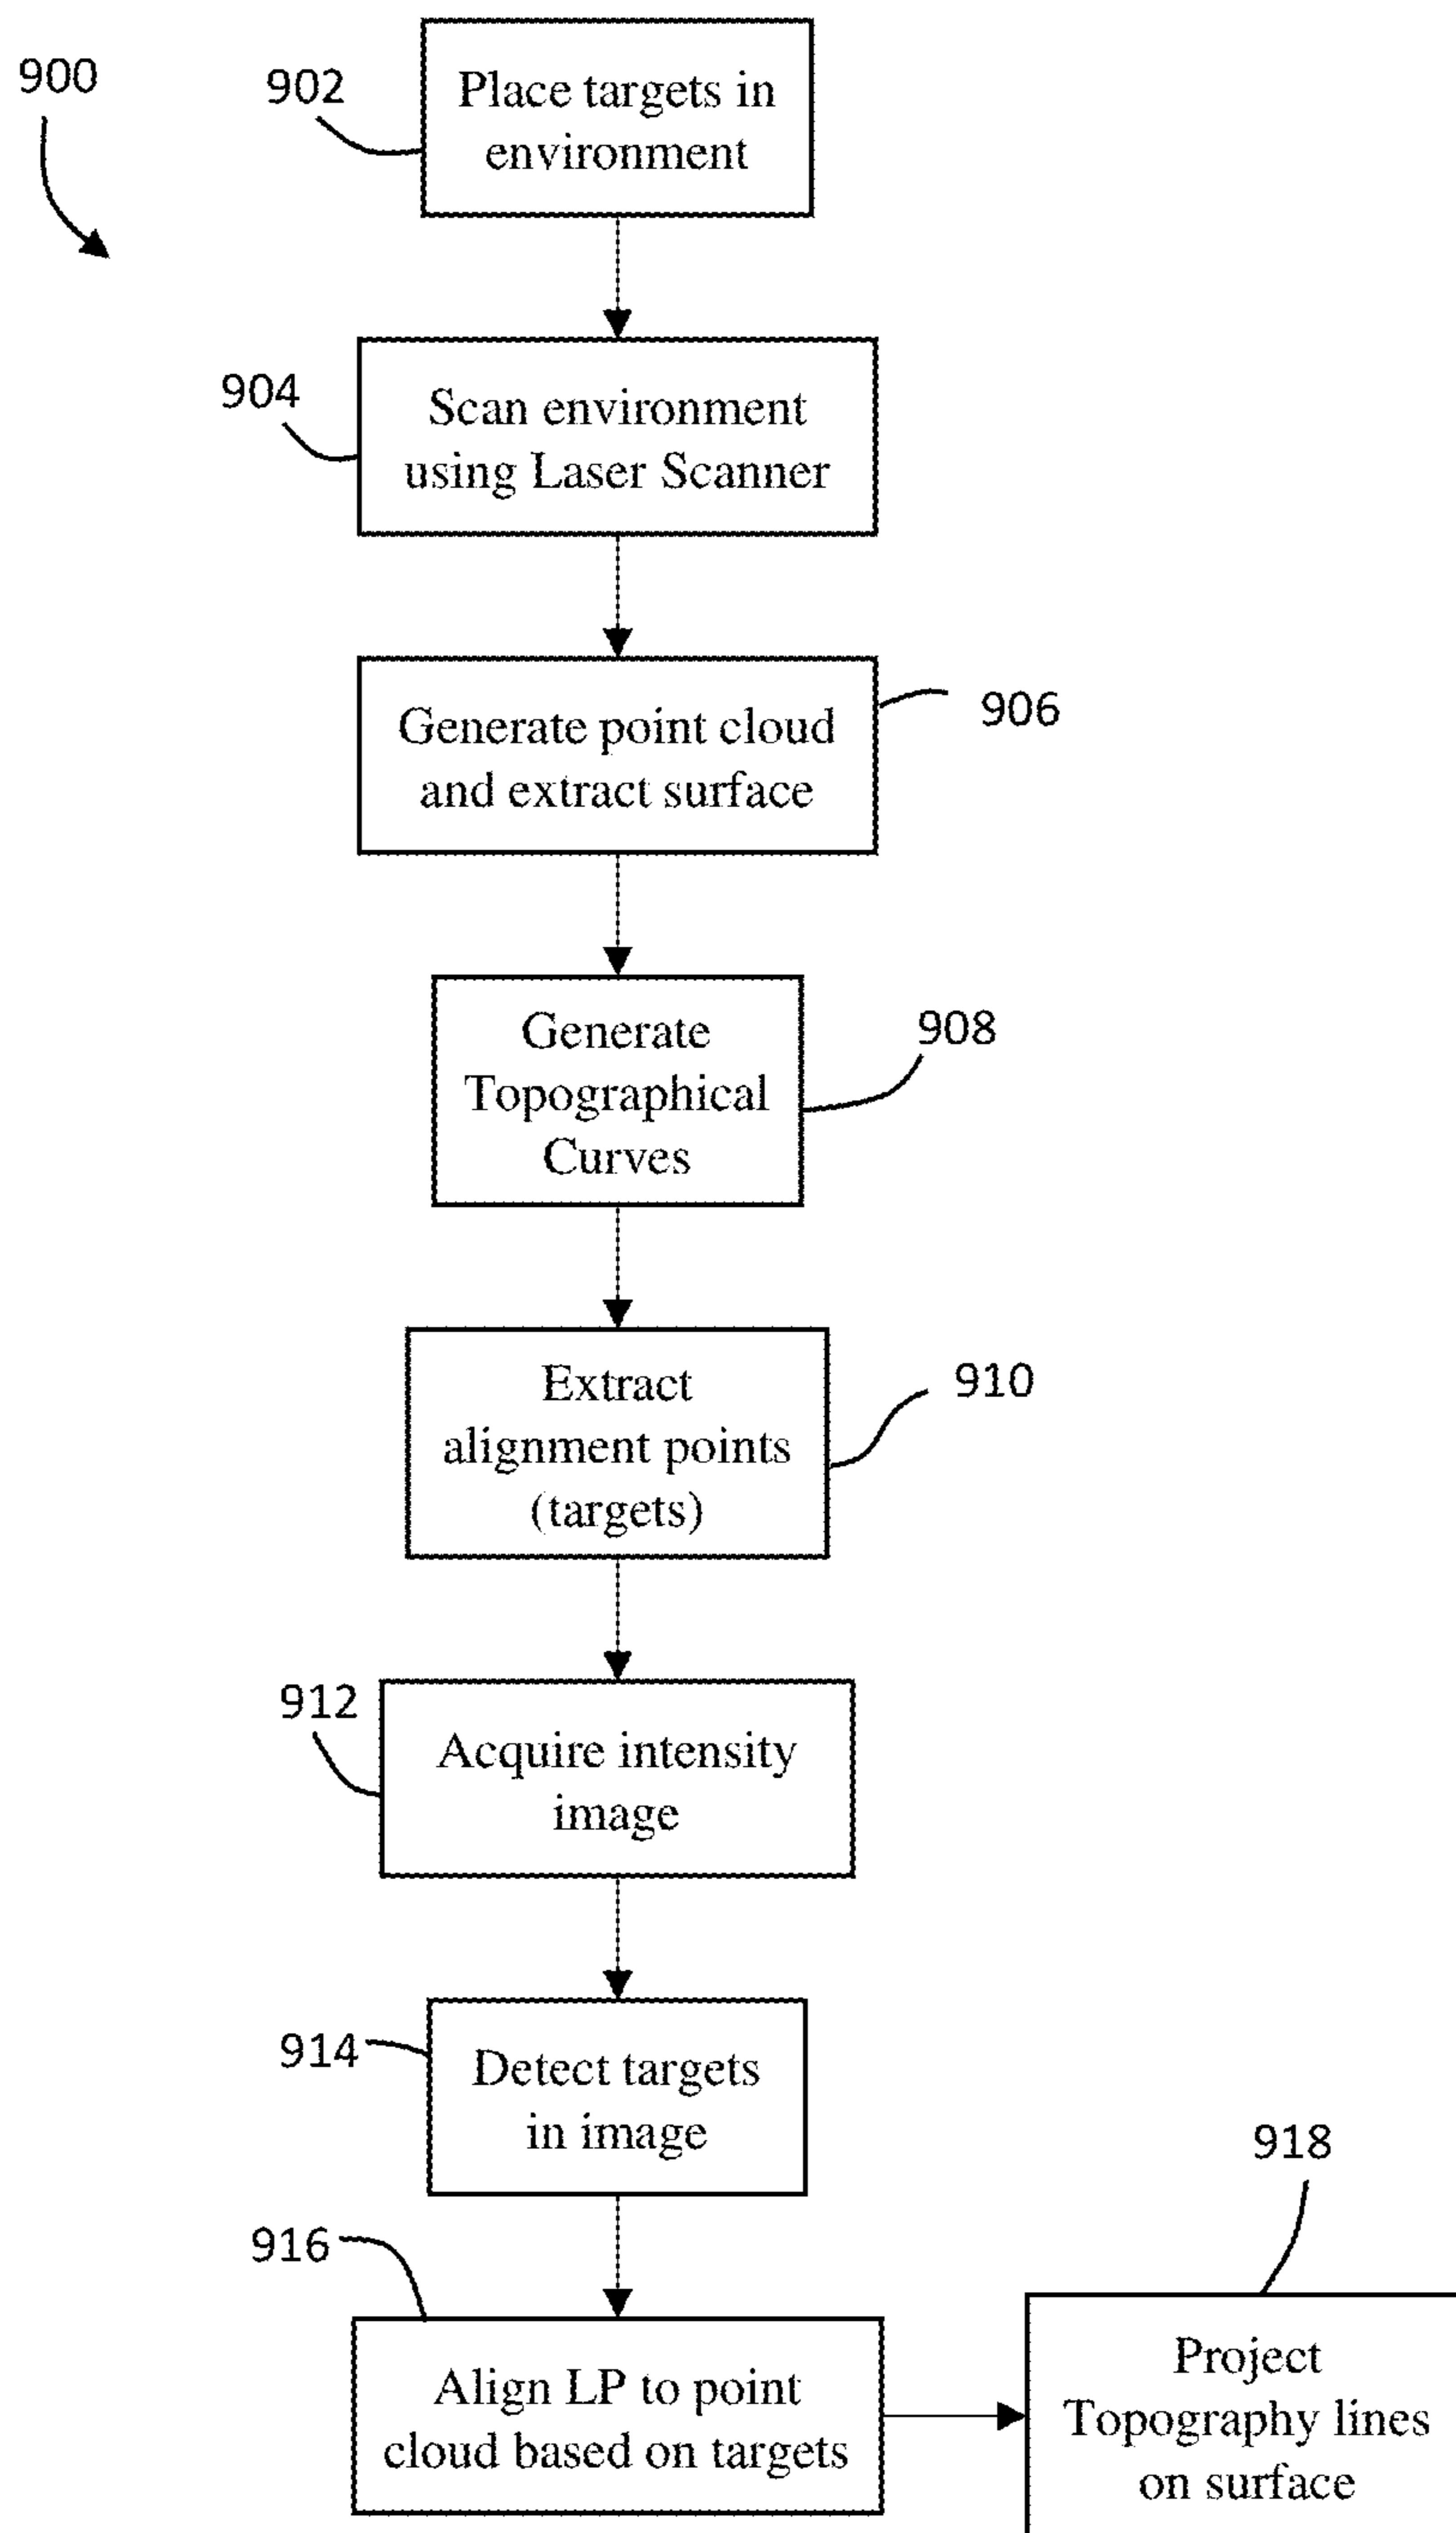 900
902
Place targets in
environment
904
Scan environment
using Laser Scanner
906
Generate point cloud
and extract surface
908
Generate
Topographical
Curves
910
Extract
alignment points
(targets)
912
Acquire intensity
image
914
Detect targets
in image
916
Align LP to point
cloud based on targets
918
Project
Topography lines
on surface